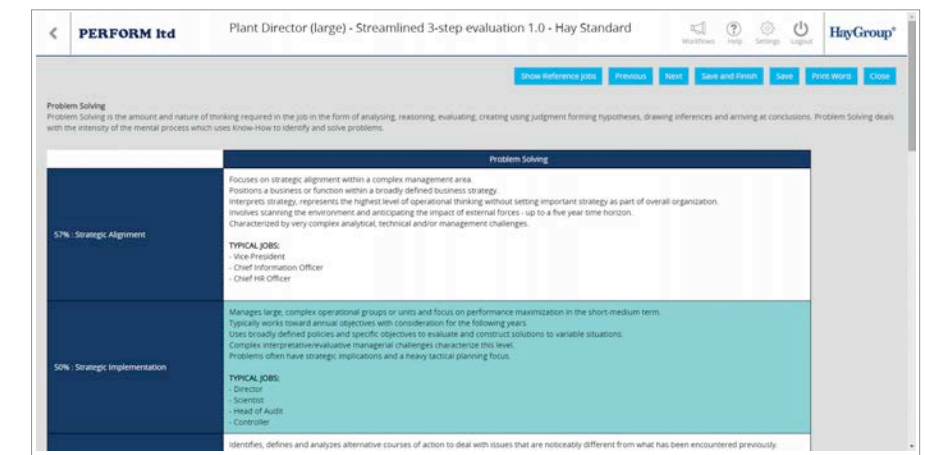 PERFORM ltd
Plant Director (large) - Streamlined 3-step evaluation 1.0 - Hay Standard
Workflows Help Settings Logout
HayGroup®
Show Reference Jobs Previous Next Save and Finish Save Print Word Close
Problem Solving
Problem Solving is the amount and nature of thinking required in the job in the form of analysing, reasoning, evaluating, creating using judgment forming hypotheses, drawing inferences and arriving at conclusions. Problem Solving deals
with the intensity of the mental process which uses Know-How to identify and solve problems.
Problem Solving
57% : Strategic Alignment
Focuses on strategic alignment within a complex management area.
Positions a business or function within a broadly defined business strategy.
Interprets strategy, represents the highest level of operational thinking without setting important strategy as part of overall organization.
Involves scanning the environment and anticipating the impact of external forces - up to a five year time horizon.
Characterized by very complex analytical, technical and/or management challenges.
TYPICAL JOBS:
- Vice-President
- Chief Information Officer
- Chief HR Officer
50% : Strategic Implementation
Manages large, complex operational groups or units and focus on performance maximization in the short-medium term.
Typically works toward annual objectives with consideration for the following years.
Uses broadly defined policies and specific objectives to evaluate and construct solutions to variable situations.
Complex interpretative/evaluative managerial challenges characterize this level.
Problems often have strategic implications and a heavy tactical planning focus.
TYPICAL JOBS:
- Director
- Scientist
- Head of Audit
- Controller
Identifies, defines and analyzes alternative courses of action to deal with issues that are noticeably different from what has been encountered previously.